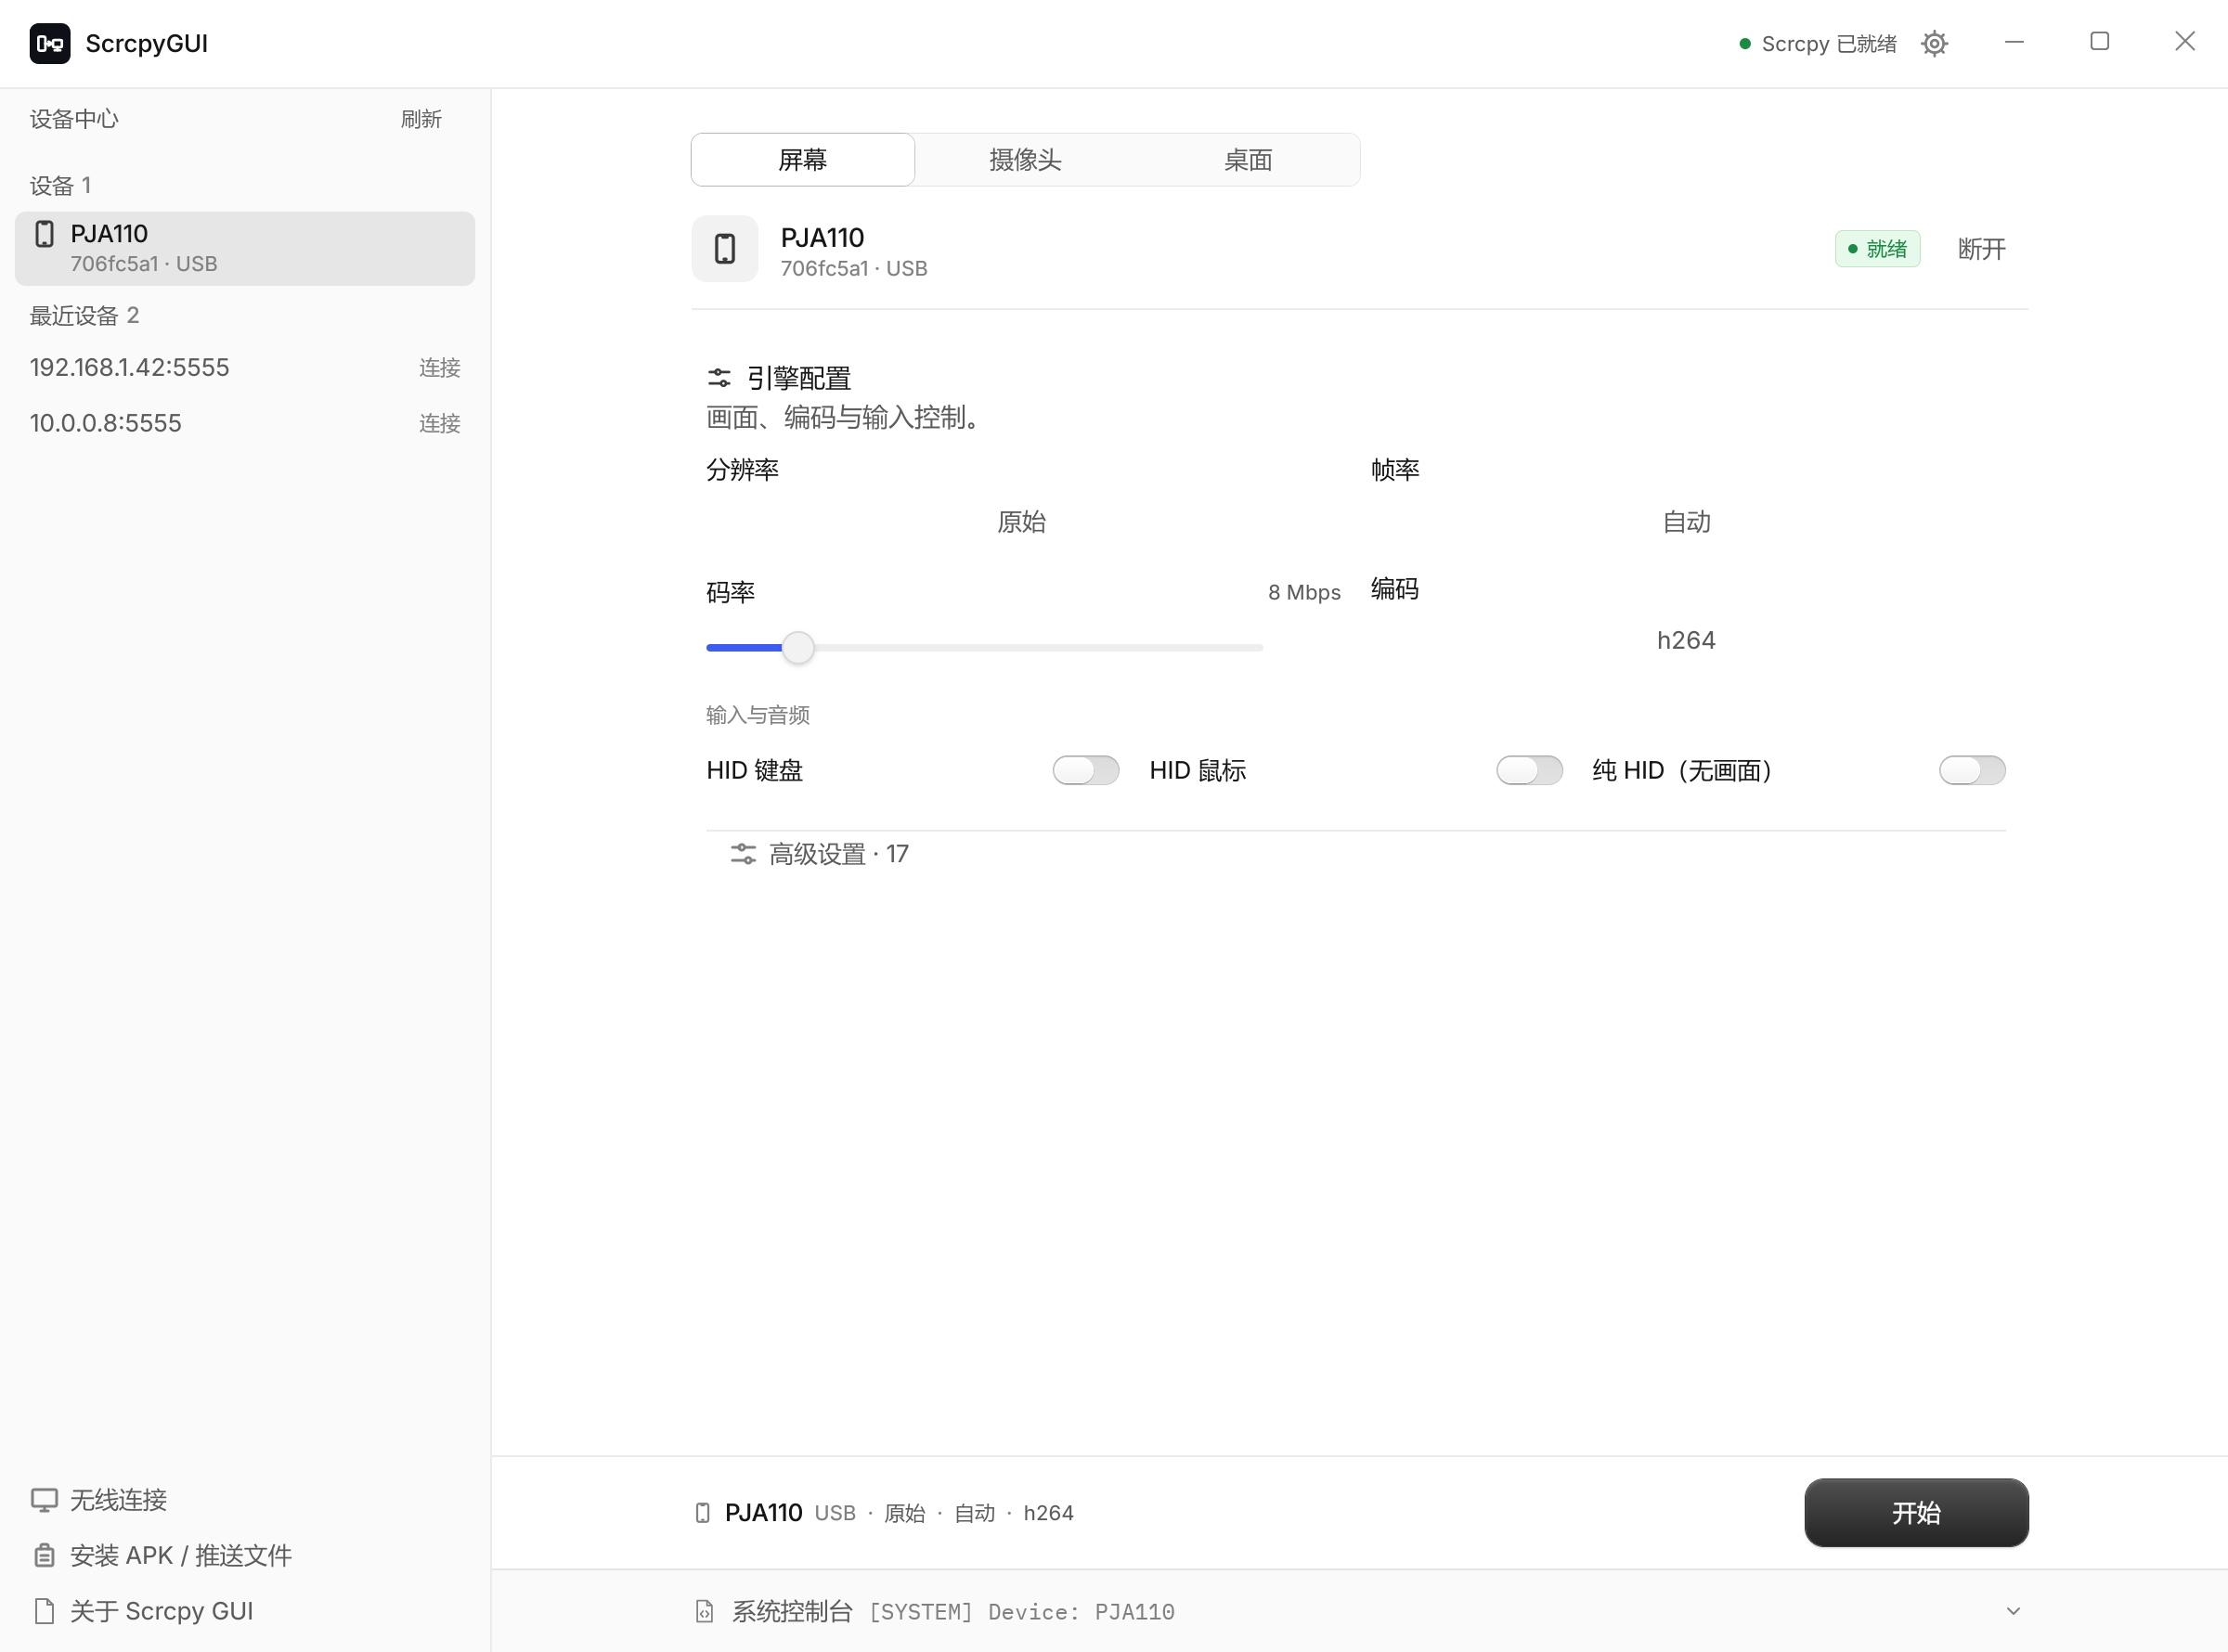 ScrcpyGUI
Scrcpy 已就绪
设备中心 刷新
设备 1
PJA110
706fc5a1 · USB
最近设备 2
192.168.1.42:5555 连接
10.0.0.8:5555 连接
无线连接
安装 APK / 推送文件
关于 Scrcpy GUI
屏幕 摄像头 桌面
PJA110
706fc5a1 · USB
就绪 断开
引擎配置
画面、编码与输入控制。
分辨率 帧率
原始 自动
码率 8 Mbps 编码
h264
输入与音频
HID 键盘 HID 鼠标 纯 HID（无画面）
高级设置 · 17
PJA110 USB · 原始 · 自动 · h264
开始
系统控制台 [SYSTEM] Device: PJA110